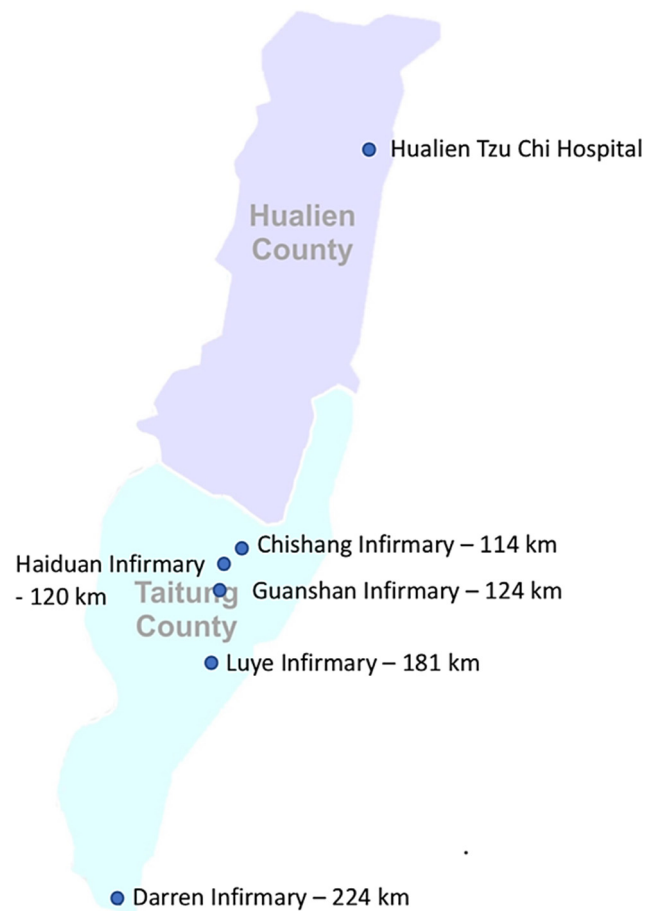 Hualien Tzu Chi Hospital
Hualien
County
Chishang Infirmary – 114 km
Haiduan Infirmary
- 120 km
Taitung
County
Guanshan Infirmary – 124 km
Luye Infirmary – 181 km
Darren Infirmary – 224 km